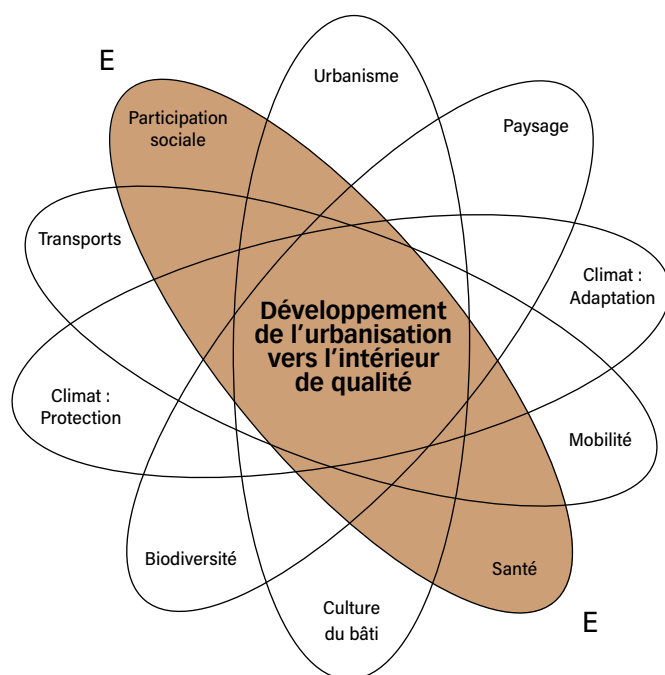 E
Urbanisme
Participation
sociale
Paysage
Transports
Climat :
Adaptation
Développement
de l'urbanisation
vers l'intérieur
de qualité
Climat :
Protection
Mobilité
Biodiversité
Santé
Culture
du bâti
E